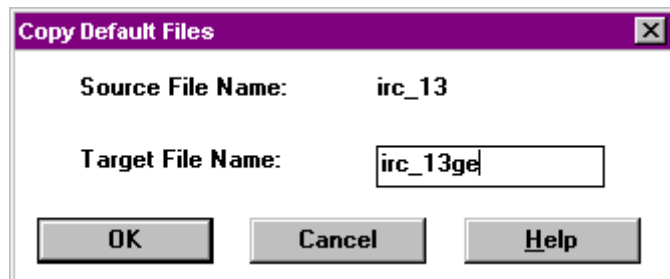 Copy Default Files
Source File Name: irc_13
Target File Name: irc_13ge
OK Cancel Help